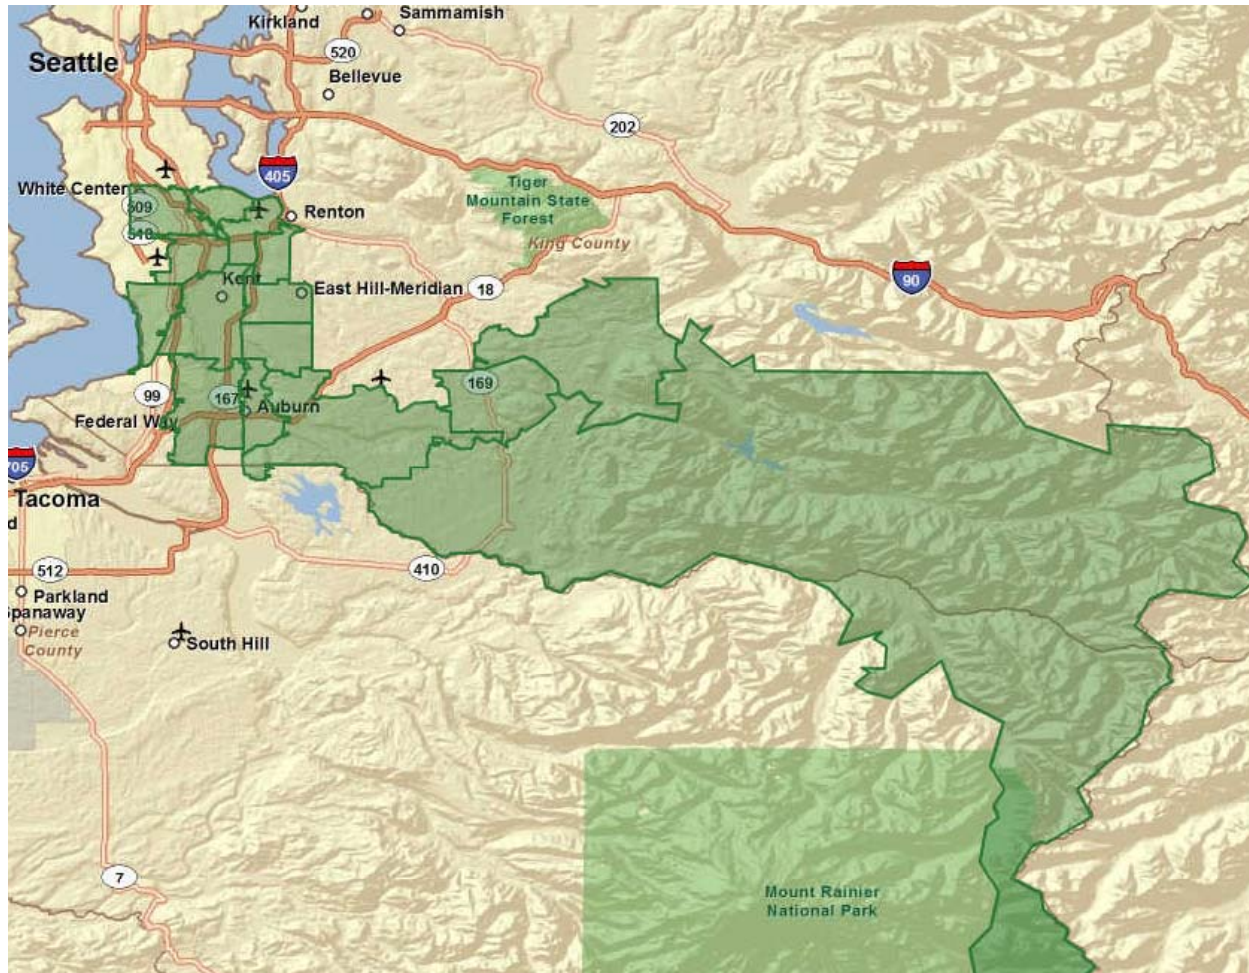 Sammamish
Kirkland
520
Seattle
Bellevue
202
405
White Center
Tiger
Mountain State
Forest
509
Renton
518
King County
90
Kent
East Hill-Meridian
18
169
99
167
Auburn
Federal Way
705
Tacoma
d
512
410
Parkland
Spanaway
Pierce
County
South Hill
7
Mount Rainier
National Park